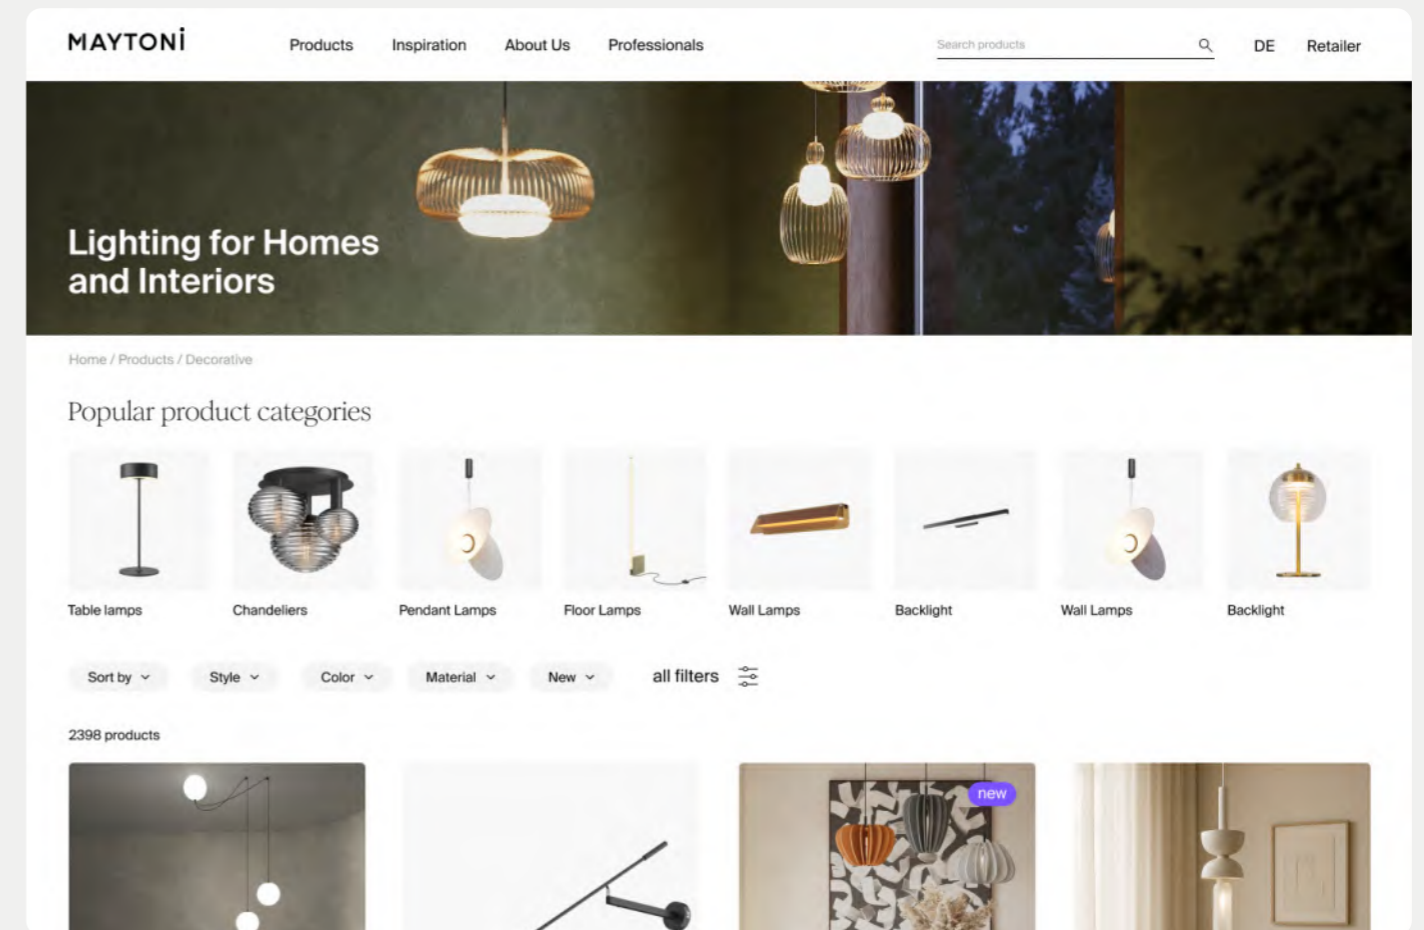 MAYTONI
Products Inspiration About Us Professionals
Search products
DE Retailer
Lighting for Homes
and Interiors
Home / Products / Decorative
Popular product categories
Table lamps Chandeliers Pendant Lamps Floor Lamps Wall Lamps Backlight Wall Lamps Backlight
Sort by Style Color Material New all filters
2398 products
new